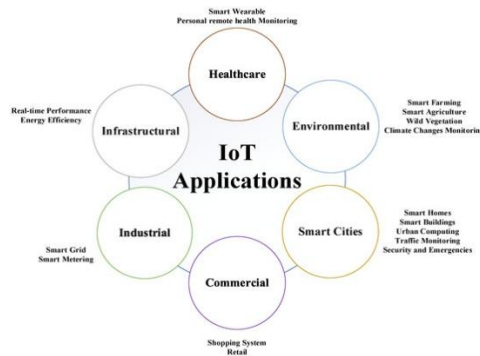 Smart Wearable
Personal remote health Monitoring
Healthcare
Real-time Performance
Energy Efficiency
Infrastructural
Environmental
Smart Farming
Smart Agriculture
Wild Vegetation
Climate Changes Monitorin
IoT
Applications
Industrial
Smart Grid
Smart Metering
Smart Cities
Smart Homes
Smart Buildings
Urban Computing
Traffic Monitoring
Security and Emergencies
Commercial
Shopping System
Retail